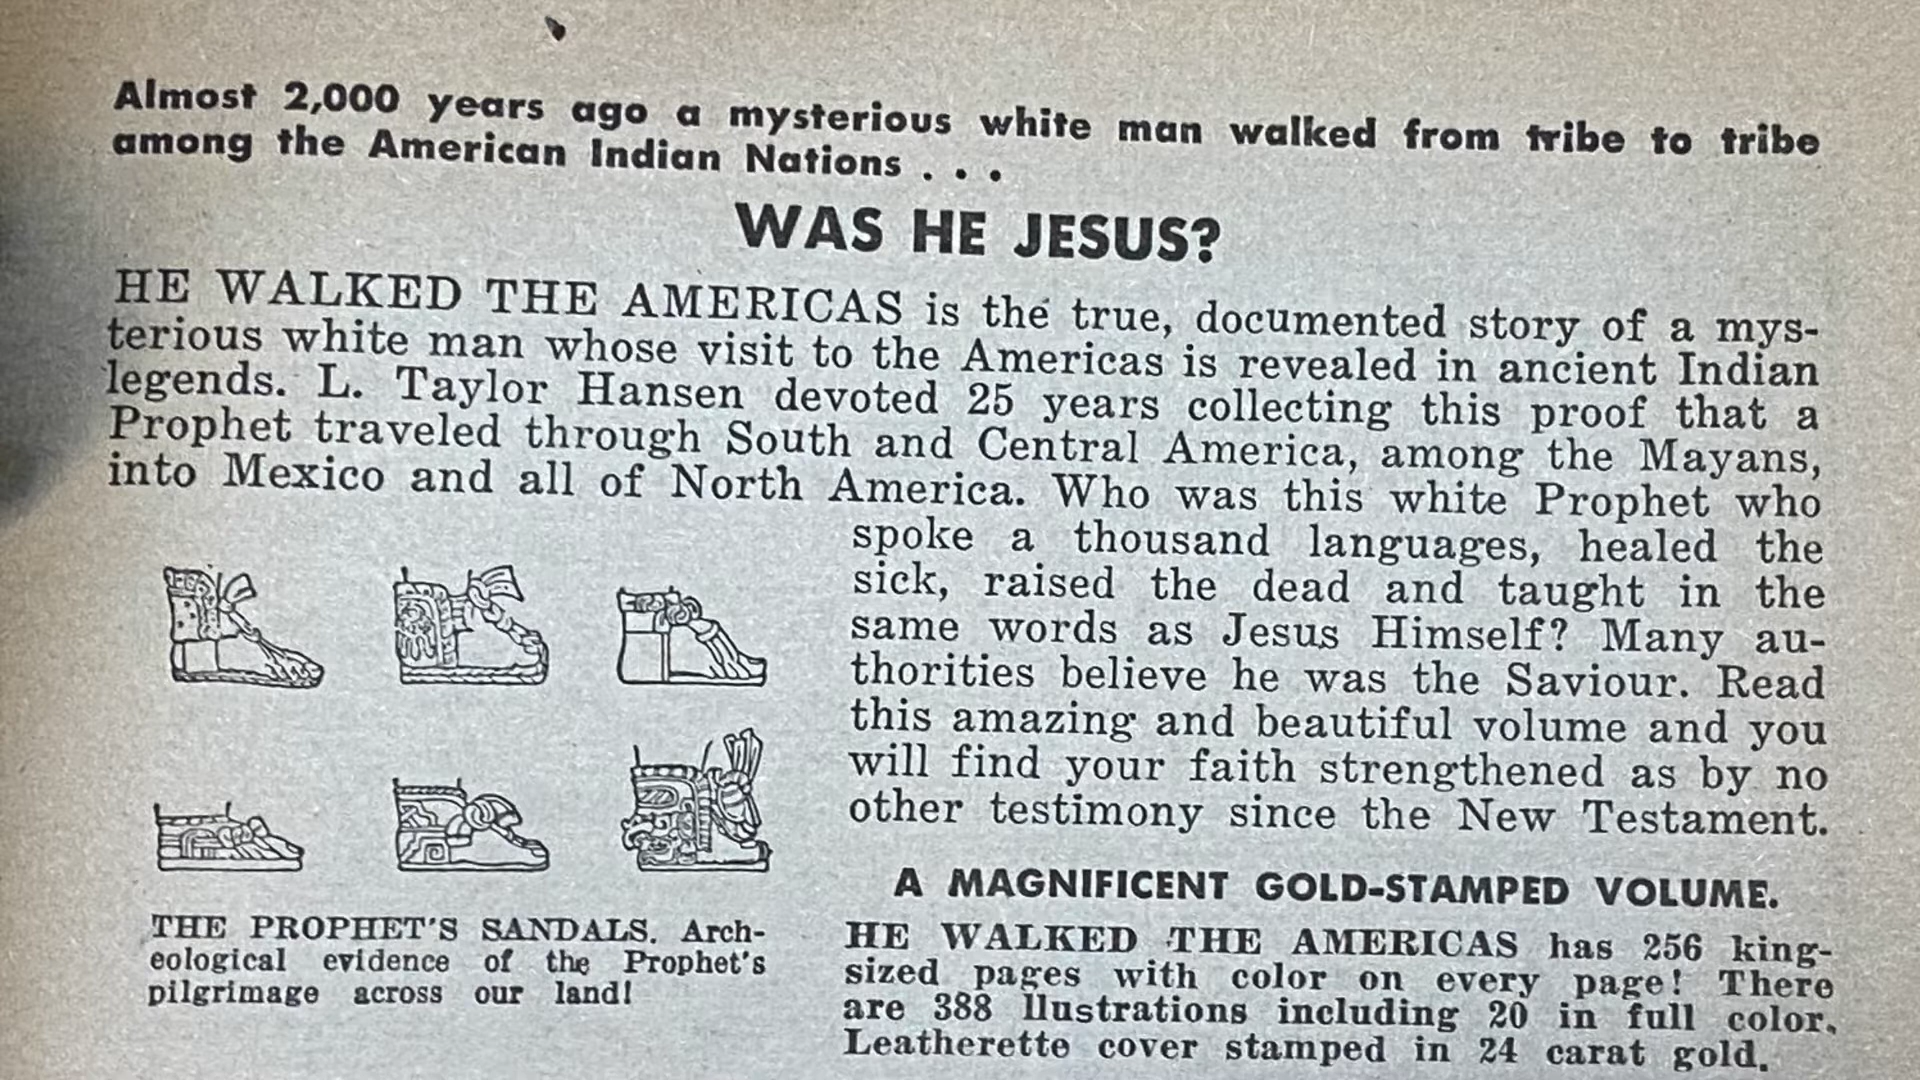 Almost 2,000 years ago a mysterious white man walked from tribe to tribe
among the American Indian Nations . . .
WAS HE JESUS?
HE WALKED THE AMERICAS is the true, documented story of a mys-
terious white man whose visit to the Americas is revealed in ancient Indian
legends. L. Taylor Hansen devoted 25 years collecting this proof that a
Prophet traveled through South and Central America, among the Mayans,
into Mexico and all of North America. Who was this white Prophet who
spoke a thousand languages, healed the
sick, raised the dead and taught in the
same words as Jesus Himself? Many au-
thorities believe he was the Saviour. Read
this amazing and beautiful volume and you
will find your faith strengthened as by no
other testimony since the New Testament.
A MAGNIFICENT GOLD-STAMPED VOLUME.
HE WALKED THE AMERICAS has 256 king-
sized pages with color on every page! There
are 388 llustrations including 20 in full color.
Leatherette cover stamped in 24 carat gold.
THE PROPHET'S SANDALS. Arch-
eological evidence of the Prophet's
pilgrimage across our land!